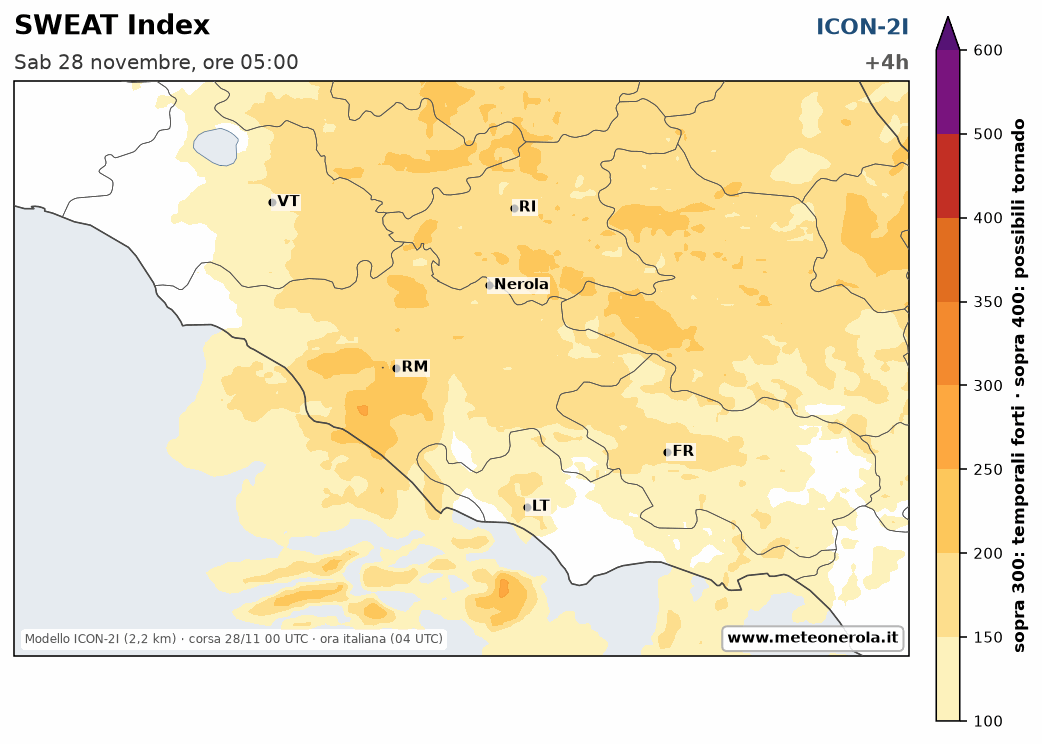 SWEAT Index
ICON-2I
Sab 28 novembre, ore 05:00
+4h
VT
RI
Nerola
RM
FR
LT
Modello ICON-2I (2,2 km) · corsa 28/11 00 UTC · ora italiana (04 UTC)
www.meteonerola.it
600
500
400
350
300
250
200
150
100
sopra 300: temporali forti · sopra 400: possibili tornado